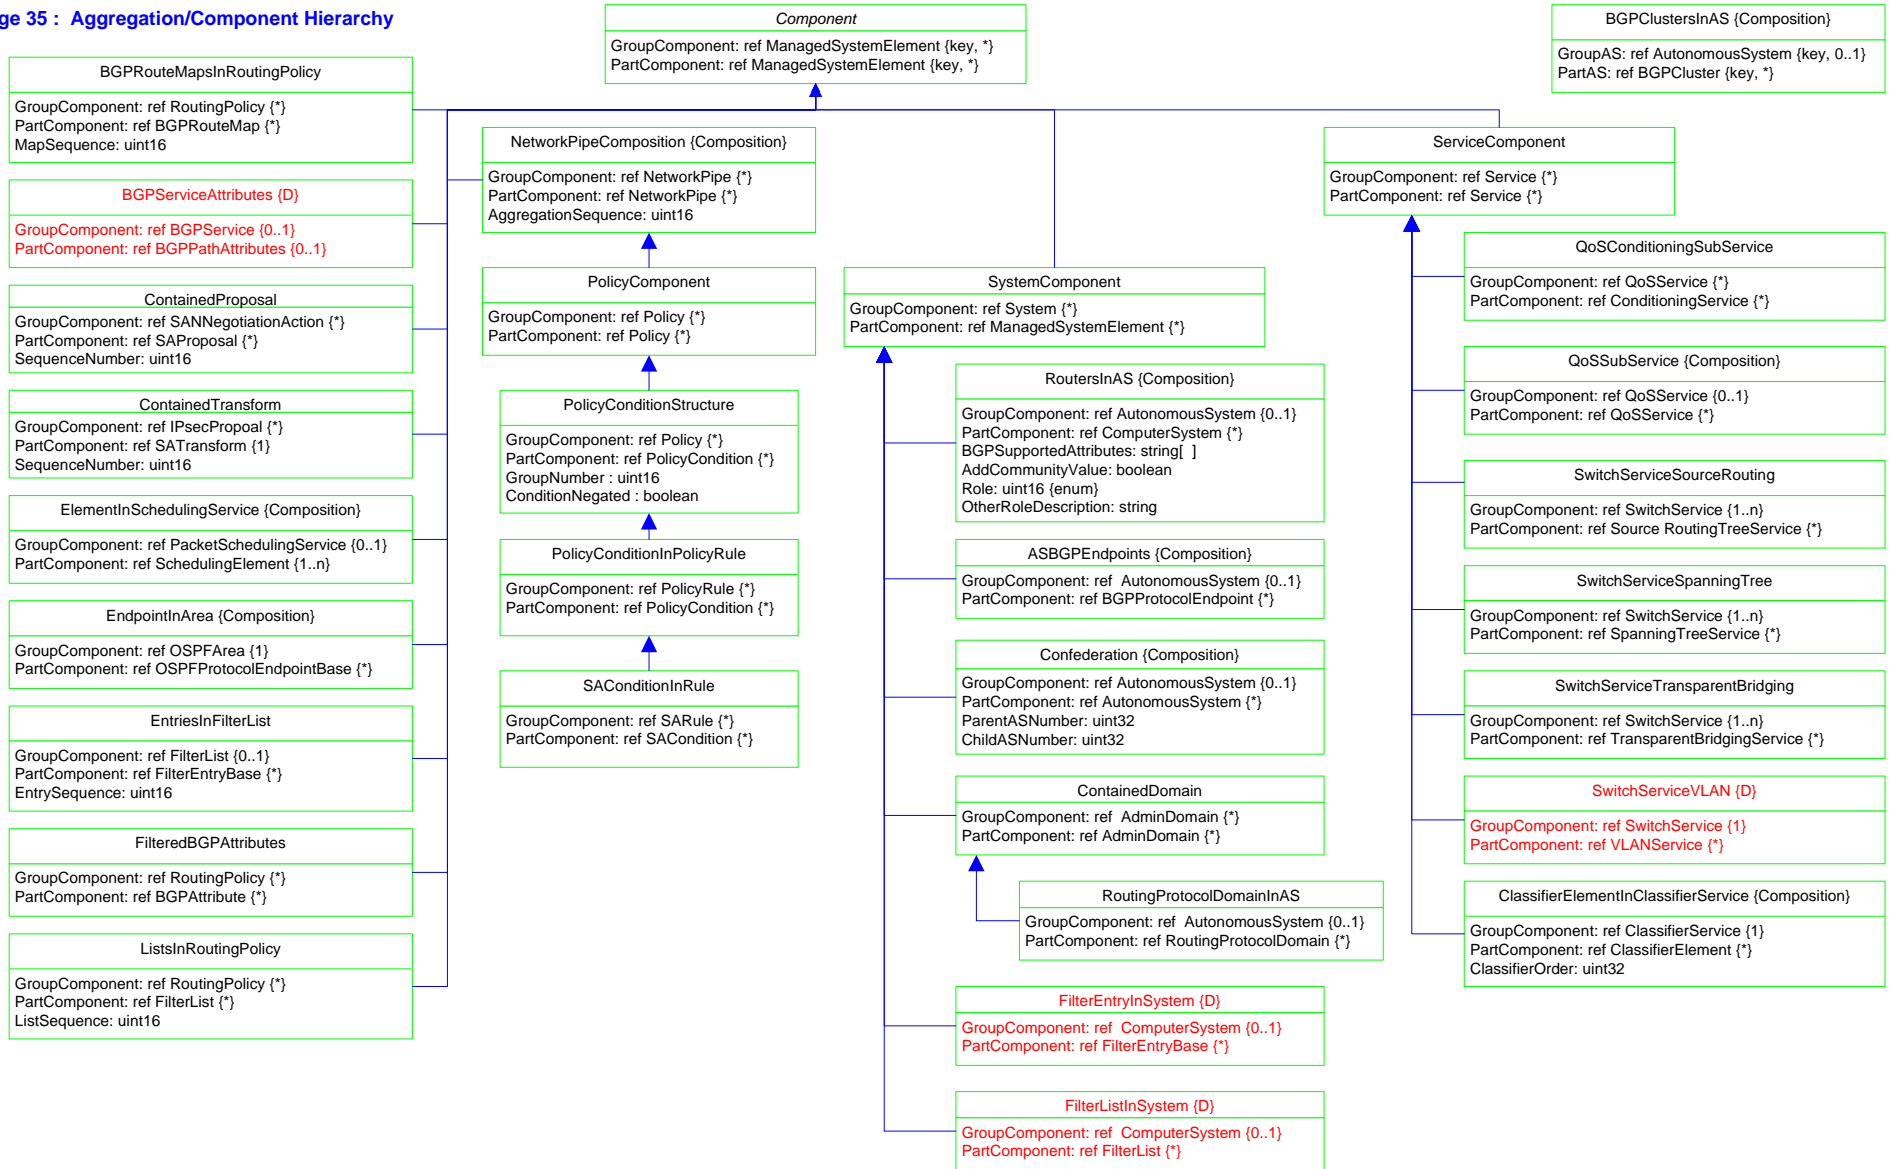 ge 35 :  Aggregation/Component Hierarchy
Component
GroupComponent: ref ManagedSystemElement {key, *}
PartComponent: ref ManagedSystemElement {key, *}
BGPClustersInAS {Composition}
GroupAS: ref AutonomousSystem {key, 0..1}
PartAS: ref BGPCluster {key, *}
BGPRouteMapsInRoutingPolicy
GroupComponent: ref RoutingPolicy {*}
PartComponent: ref BGPRouteMap {*}
MapSequence: uint16
BGPServiceAttributes {D}
GroupComponent: ref BGPService {0..1}
PartComponent: ref BGPPathAttributes {0..1}
ContainedProposal
GroupComponent: ref SANNegotiationAction {*}
PartComponent: ref SAProposal {*}
SequenceNumber: uint16
ContainedTransform
GroupComponent: ref IPsecPropoal {*}
PartComponent: ref SATransform {1}
SequenceNumber: uint16
ElementInSchedulingService {Composition}
GroupComponent: ref PacketSchedulingService {0..1}
PartComponent: ref SchedulingElement {1..n}
EndpointInArea {Composition}
GroupComponent: ref OSPFArea {1}
PartComponent: ref OSPFProtocolEndpointBase {*}
EntriesInFilterList
GroupComponent: ref FilterList {0..1}
PartComponent: ref FilterEntryBase {*}
EntrySequence: uint16
FilteredBGPAttributes
GroupComponent: ref RoutingPolicy {*}
PartComponent: ref BGPAttribute {*}
ListsInRoutingPolicy
GroupComponent: ref RoutingPolicy {*}
PartComponent: ref FilterList {*}
ListSequence: uint16
NetworkPipeComposition {Composition}
GroupComponent: ref NetworkPipe {*}
PartComponent: ref NetworkPipe {*}
AggregationSequence: uint16
PolicyComponent
GroupComponent: ref Policy {*}
PartComponent: ref Policy {*}
PolicyConditionStructure
GroupComponent: ref Policy {*}
PartComponent: ref PolicyCondition {*}
GroupNumber : uint16
ConditionNegated : boolean
PolicyConditionInPolicyRule
GroupComponent: ref PolicyRule {*}
PartComponent: ref PolicyCondition {*}
SAConditionInRule
GroupComponent: ref SARule {*}
PartComponent: ref SACondition {*}
SystemComponent
GroupComponent: ref System {*}
PartComponent: ref ManagedSystemElement {*}
RoutersInAS {Composition}
GroupComponent: ref AutonomousSystem {0..1}
PartComponent: ref ComputerSystem {*}
BGPSupportedAttributes: string[  ]
AddCommunityValue: boolean
Role: uint16 {enum}
OtherRoleDescription: string
ASBGPEndpoints {Composition}
GroupComponent: ref  AutonomousSystem {0..1}
PartComponent: ref BGPProtocolEndpoint {*}
Confederation {Composition}
GroupComponent: ref AutonomousSystem {0..1}
PartComponent: ref AutonomousSystem {*}
ParentASNumber: uint32
ChildASNumber: uint32
ContainedDomain
GroupComponent: ref  AdminDomain {*}
PartComponent: ref AdminDomain {*}
RoutingProtocolDomainInAS
GroupComponent: ref  AutonomousSystem {0..1}
PartComponent: ref RoutingProtocolDomain {*}
FilterEntryInSystem {D}
GroupComponent: ref  ComputerSystem {0..1}
PartComponent: ref FilterEntryBase {*}
FilterListInSystem {D}
GroupComponent: ref  ComputerSystem {0..1}
PartComponent: ref FilterList {*}
ServiceComponent
GroupComponent: ref Service {*}
PartComponent: ref Service {*}
QoSConditioningSubService
GroupComponent: ref QoSService {*}
PartComponent: ref ConditioningService {*}
QoSSubService {Composition}
GroupComponent: ref QoSService {0..1}
PartComponent: ref QoSService {*}
SwitchServiceSourceRouting
GroupComponent: ref SwitchService {1..n}
PartComponent: ref Source RoutingTreeService {*}
SwitchServiceSpanningTree
GroupComponent: ref SwitchService {1..n}
PartComponent: ref SpanningTreeService {*}
SwitchServiceTransparentBridging
GroupComponent: ref SwitchService {1..n}
PartComponent: ref TransparentBridgingService {*}
SwitchServiceVLAN {D}
GroupComponent: ref SwitchService {1}
PartComponent: ref VLANService {*}
ClassifierElementInClassifierService {Composition}
GroupComponent: ref ClassifierService {1}
PartComponent: ref ClassifierElement {*}
ClassifierOrder: uint32